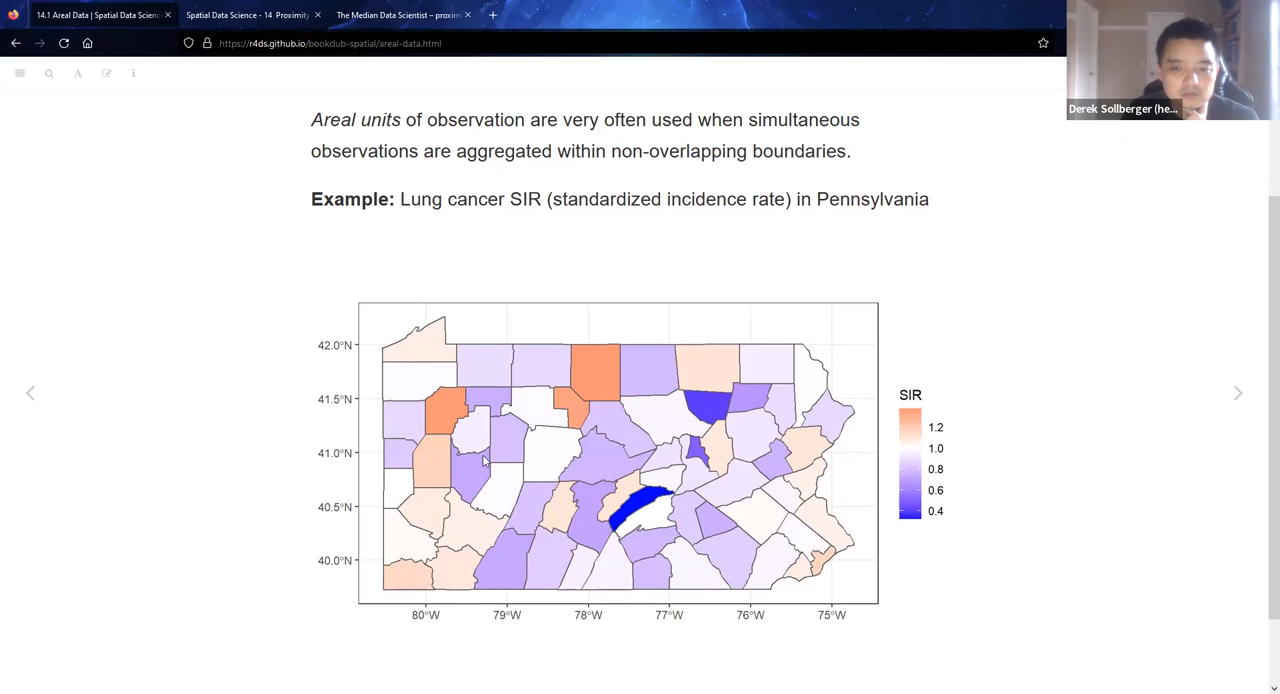 14.1 Areal Data | Spatial Data Scienc
Spatial Data Science - 14 Proximity
The Median Data Scientist – proxim
https://r4ds.github.io/bookclub-spatial/areal-data.html
Derek Sollberger (he...
Areal units of observation are very often used when simultaneous
observations are aggregated within non-overlapping boundaries.
Example: Lung cancer SIR (standardized incidence rate) in Pennsylvania
42.0°N
41.5°N
41.0°N
40.5°N
40.0°N
80°W
79°W
78°W
77°W
76°W
75°W
SIR
1.2
1.0
0.8
0.6
0.4